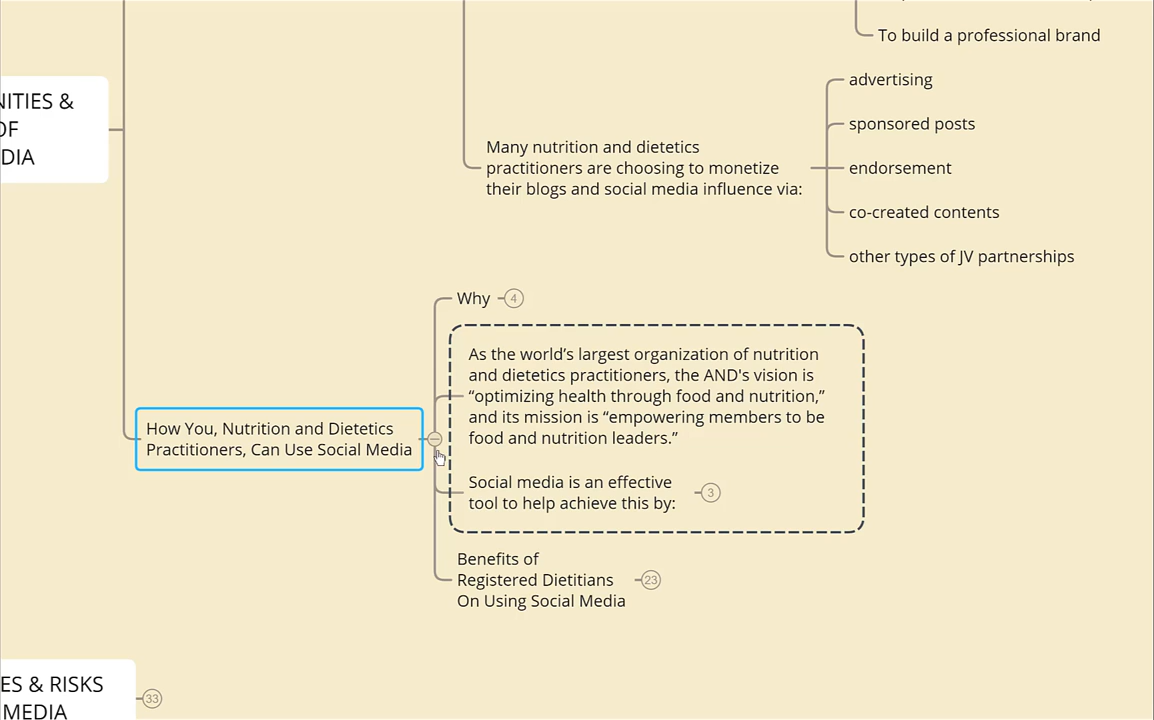 To build a professional brand
NITIES &
OF
DIA
advertising
sponsored posts
Many nutrition and dietetics
practitioners are choosing to monetize
their blogs and social media influence via:
endorsement
co-created contents
other types of JV partnerships
Why
4
As the world’s largest organization of nutrition
and dietetics practitioners, the AND's vision is
“optimizing health through food and nutrition,”
and its mission is “empowering members to be
food and nutrition leaders.”
How You, Nutrition and Dietetics
Practitioners, Can Use Social Media
Social media is an effective
tool to help achieve this by:
3
Benefits of
Registered Dietitians
On Using Social Media
23
ES & RISKS
MEDIA
33